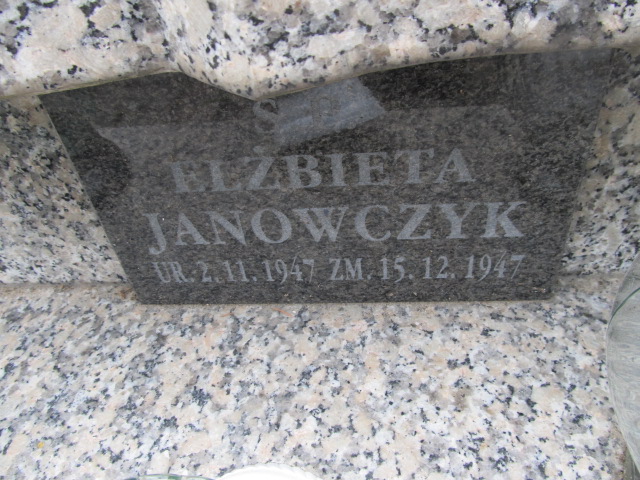 Ś P
ELŻBIETA
JANOWCZYK
UR. 2.11.1947 ZM. 15.12.1947